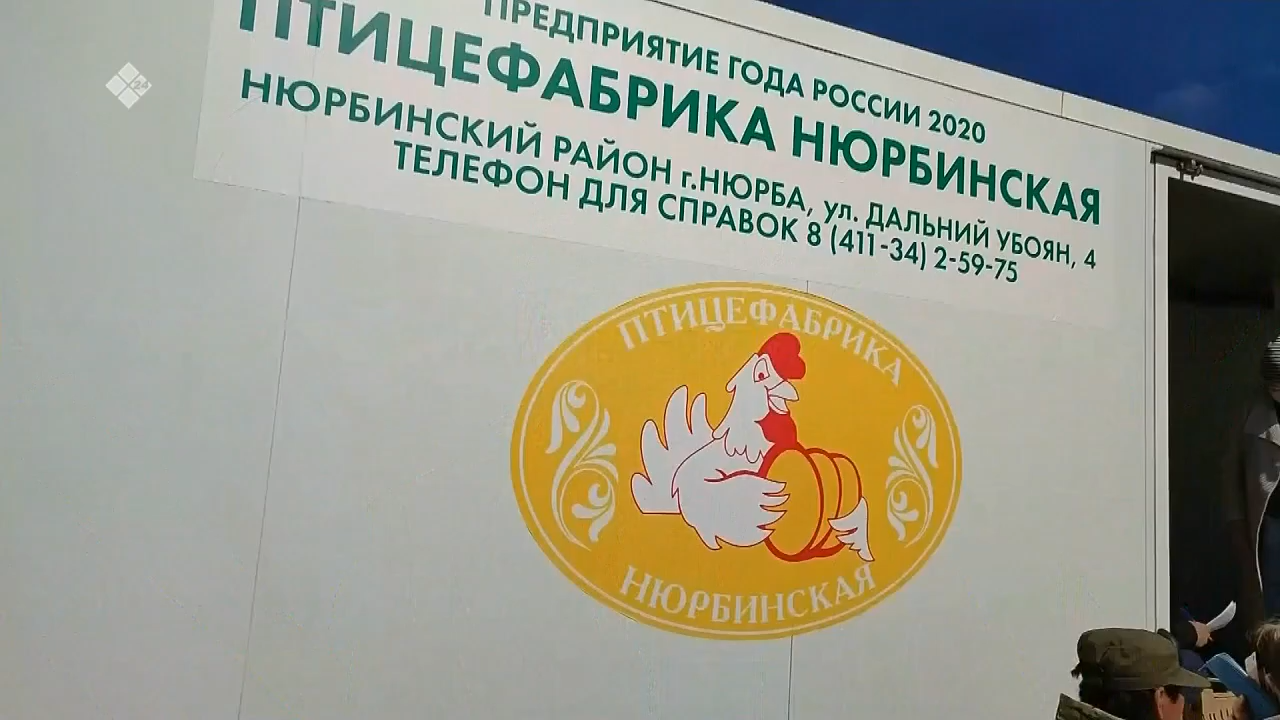 ПРЕДПРИЯТИЕ ГОДА РОССИИ 2020
ПТИЦЕФАБРИКА НЮРБИНСКАЯ
НЮРБИНСКИЙ РАЙОН г.НЮРБА, ул. ДАЛЬНИЙ УБОЯН, 4
ТЕЛЕФОН ДЛЯ СПРАВОК 8 (411-34) 2-59-75
ПТИЦЕФАБРИКА
НЮРБИНСКАЯ
24